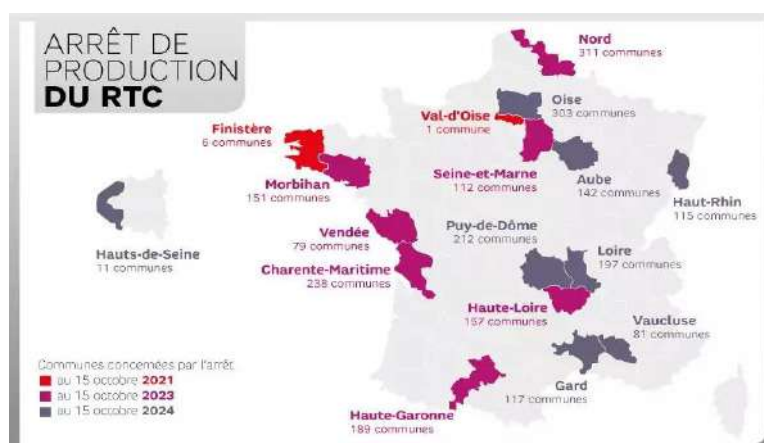 ARRÊT DE
PRODUCTION
DU RTC
Nord
311 communes
Oise
303 communes
Val-d'Oise
1 commune
Finistère
6 communes
Morbihan
151 communes
Seine-et-Marne
112 communes
Aube
142 communes
Haut-Rhin
115 communes
Hauts-de-Seine
11 communes
Vendée
79 communes
Puy-de-Dôme
212 communes
Loire
197 communes
Charente-Maritime
238 communes
Haute-Loire
167 communes
Vaucluse
81 communes
Gard
117 communes
Haute-Garonne
189 communes
Communes concernées par l'arrêt
au 15 octobre 2021
au 15 octobre 2023
au 15 octobre 2024